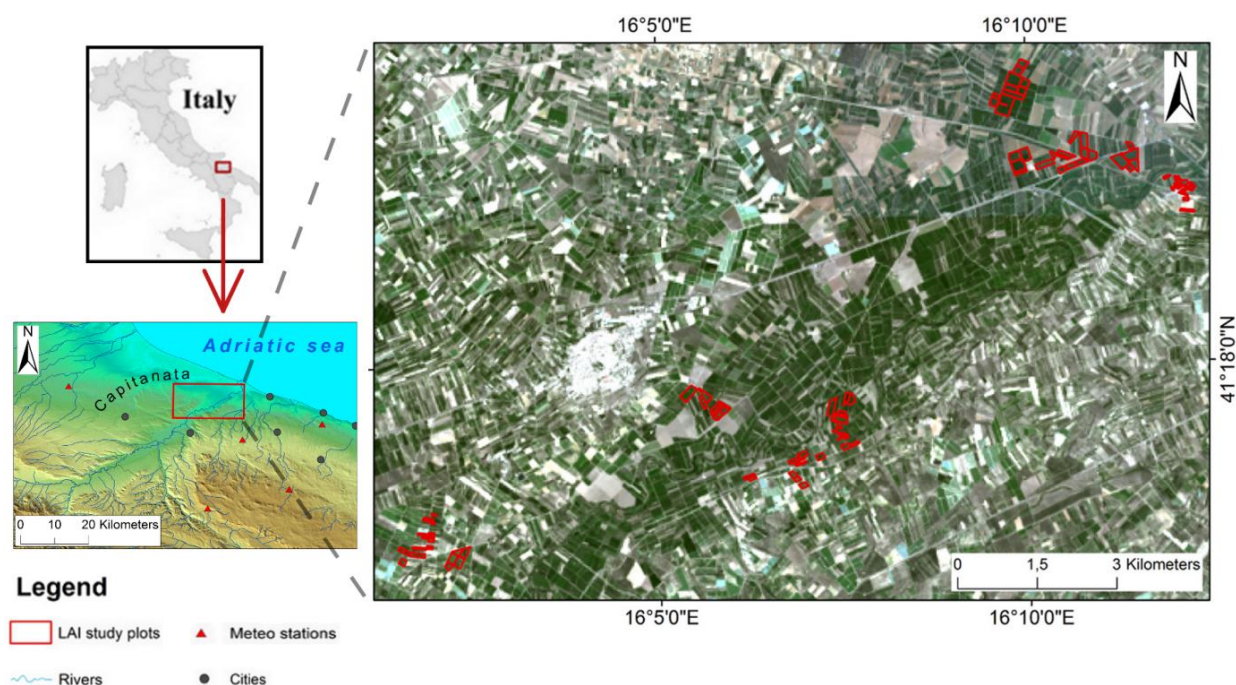 16°5'0"E
16°10'0"E
Italy
N
N
Adriatic sea
Capitanata
0 10 20 Kilometers
41°18'0"N
0 1,5 3 Kilometers
16°5'0"E
16°10'0"E
Legend
LAI study plots
Meteo stations
Rivers
Cities